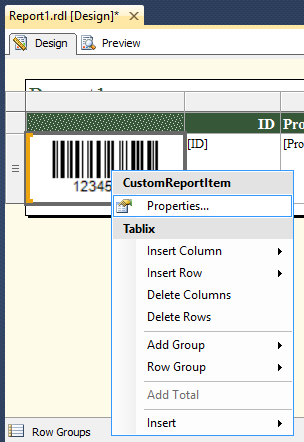 Report1.rdl [Design]*
Design Preview
ID Pro
[ID] [Pro
12345
CustomReportItem
Properties...
Tablix
Insert Column
Insert Row
Delete Columns
Delete Rows
Add Group
Row Group
Add Total
Insert
Row Groups